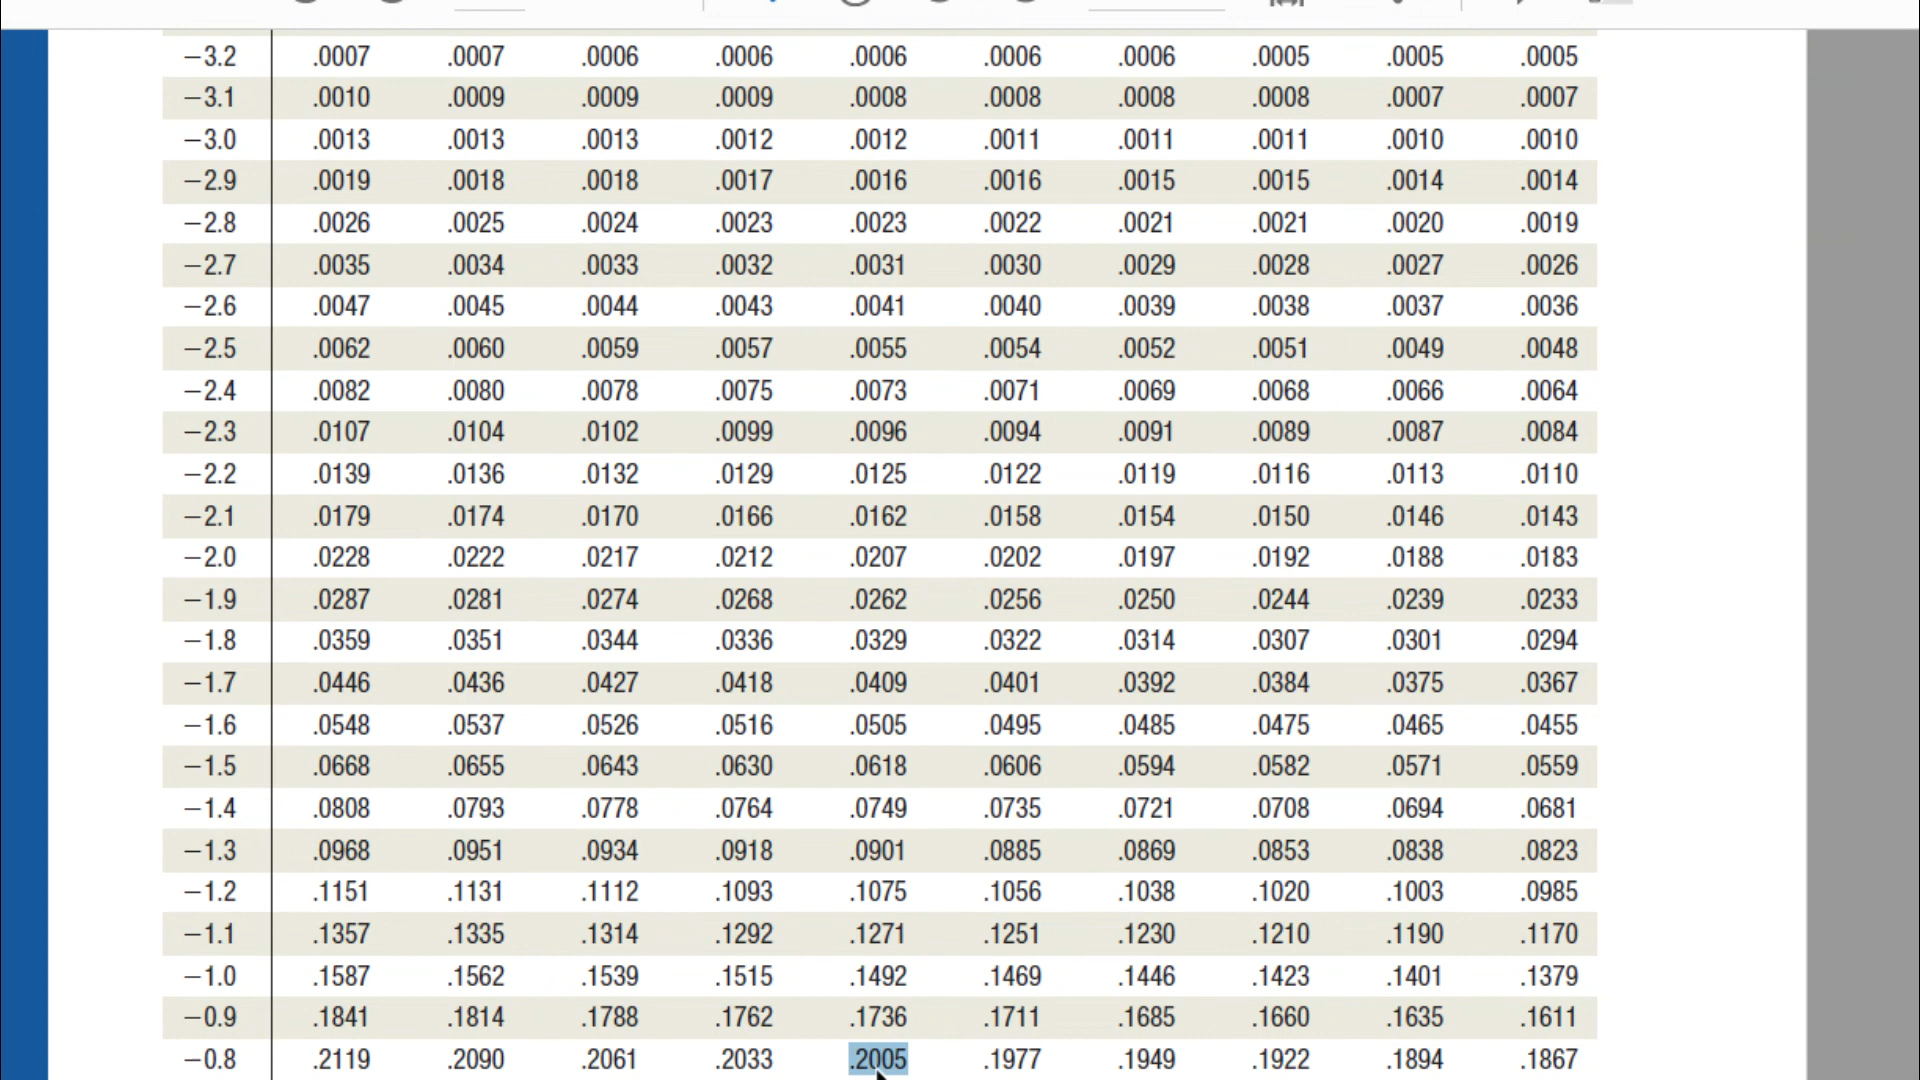 −3.2 .0007 .0007 .0006 .0006 .0006 .0006 .0006 .0005 .0005 .0005
−3.1 .0010 .0009 .0009 .0009 .0008 .0008 .0008 .0008 .0007 .0007
−3.0 .0013 .0013 .0013 .0012 .0012 .0011 .0011 .0011 .0010 .0010
−2.9 .0019 .0018 .0018 .0017 .0016 .0016 .0015 .0015 .0014 .0014
−2.8 .0026 .0025 .0024 .0023 .0023 .0022 .0021 .0021 .0020 .0019
−2.7 .0035 .0034 .0033 .0032 .0031 .0030 .0029 .0028 .0027 .0026
−2.6 .0047 .0045 .0044 .0043 .0041 .0040 .0039 .0038 .0037 .0036
−2.5 .0062 .0060 .0059 .0057 .0055 .0054 .0052 .0051 .0049 .0048
−2.4 .0082 .0080 .0078 .0075 .0073 .0071 .0069 .0068 .0066 .0064
−2.3 .0107 .0104 .0102 .0099 .0096 .0094 .0091 .0089 .0087 .0084
−2.2 .0139 .0136 .0132 .0129 .0125 .0122 .0119 .0116 .0113 .0110
−2.1 .0179 .0174 .0170 .0166 .0162 .0158 .0154 .0150 .0146 .0143
−2.0 .0228 .0222 .0217 .0212 .0207 .0202 .0197 .0192 .0188 .0183
−1.9 .0287 .0281 .0274 .0268 .0262 .0256 .0250 .0244 .0239 .0233
−1.8 .0359 .0351 .0344 .0336 .0329 .0322 .0314 .0307 .0301 .0294
−1.7 .0446 .0436 .0427 .0418 .0409 .0401 .0392 .0384 .0375 .0367
−1.6 .0548 .0537 .0526 .0516 .0505 .0495 .0485 .0475 .0465 .0455
−1.5 .0668 .0655 .0643 .0630 .0618 .0606 .0594 .0582 .0571 .0559
−1.4 .0808 .0793 .0778 .0764 .0749 .0735 .0721 .0708 .0694 .0681
−1.3 .0968 .0951 .0934 .0918 .0901 .0885 .0869 .0853 .0838 .0823
−1.2 .1151 .1131 .1112 .1093 .1075 .1056 .1038 .1020 .1003 .0985
−1.1 .1357 .1335 .1314 .1292 .1271 .1251 .1230 .1210 .1190 .1170
−1.0 .1587 .1562 .1539 .1515 .1492 .1469 .1446 .1423 .1401 .1379
−0.9 .1841 .1814 .1788 .1762 .1736 .1711 .1685 .1660 .1635 .1611
−0.8 .2119 .2090 .2061 .2033 .2005 .1977 .1949 .1922 .1894 .1867